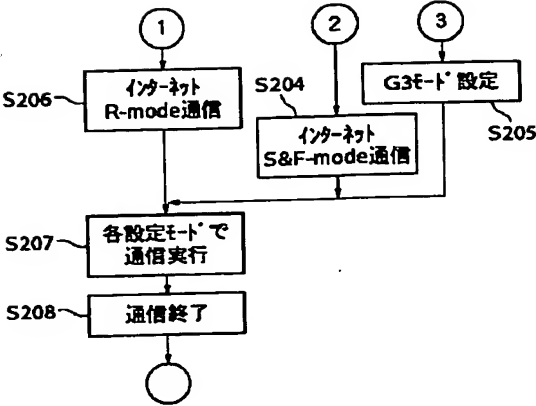 1
2
3
S206
インターネット
R-mode通信
S204
インターネット
S&F-mode通信
G3モード設定
S205
S207
各設定モードで
通信実行
S208
通信終了